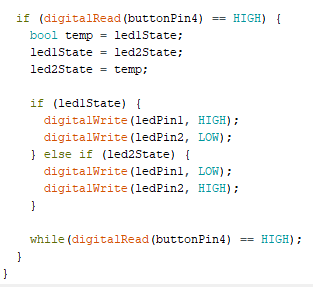 if (digitalRead(buttonPin4) == HIGH) {
bool temp = led1State;
led1State = led2State;
led2State = temp;
if (led1State) {
digitalWrite(ledPin1, HIGH);
digitalWrite(ledPin2, LOW);
} else if (led2State) {
digitalWrite(ledPin1, LOW);
digitalWrite(ledPin2, HIGH);
}
while(digitalRead(buttonPin4) == HIGH);
}
}